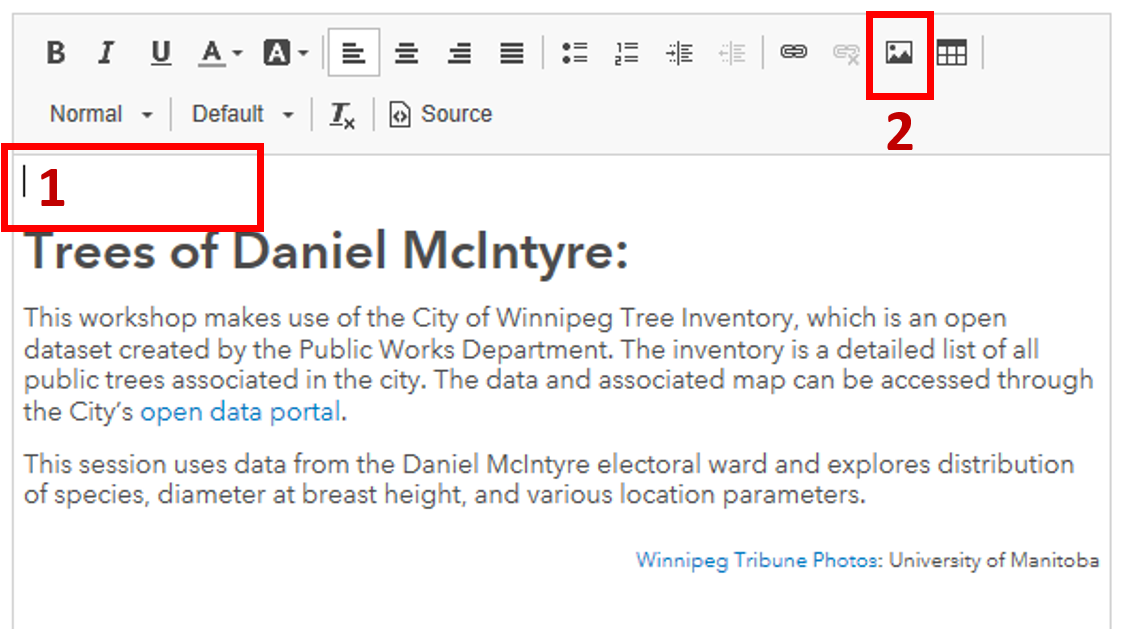 B I U A A
Normal Default Tx Source
2
1
Trees of Daniel McIntyre:
This workshop makes use of the City of Winnipeg Tree Inventory, which is an open
dataset created by the Public Works Department. The inventory is a detailed list of all
public trees associated in the city. The data and associated map can be accessed through
the City’s open data portal.
This session uses data from the Daniel McIntyre electoral ward and explores distribution
of species, diameter at breast height, and various location parameters.
Winnipeg Tribune Photos: University of Manitoba